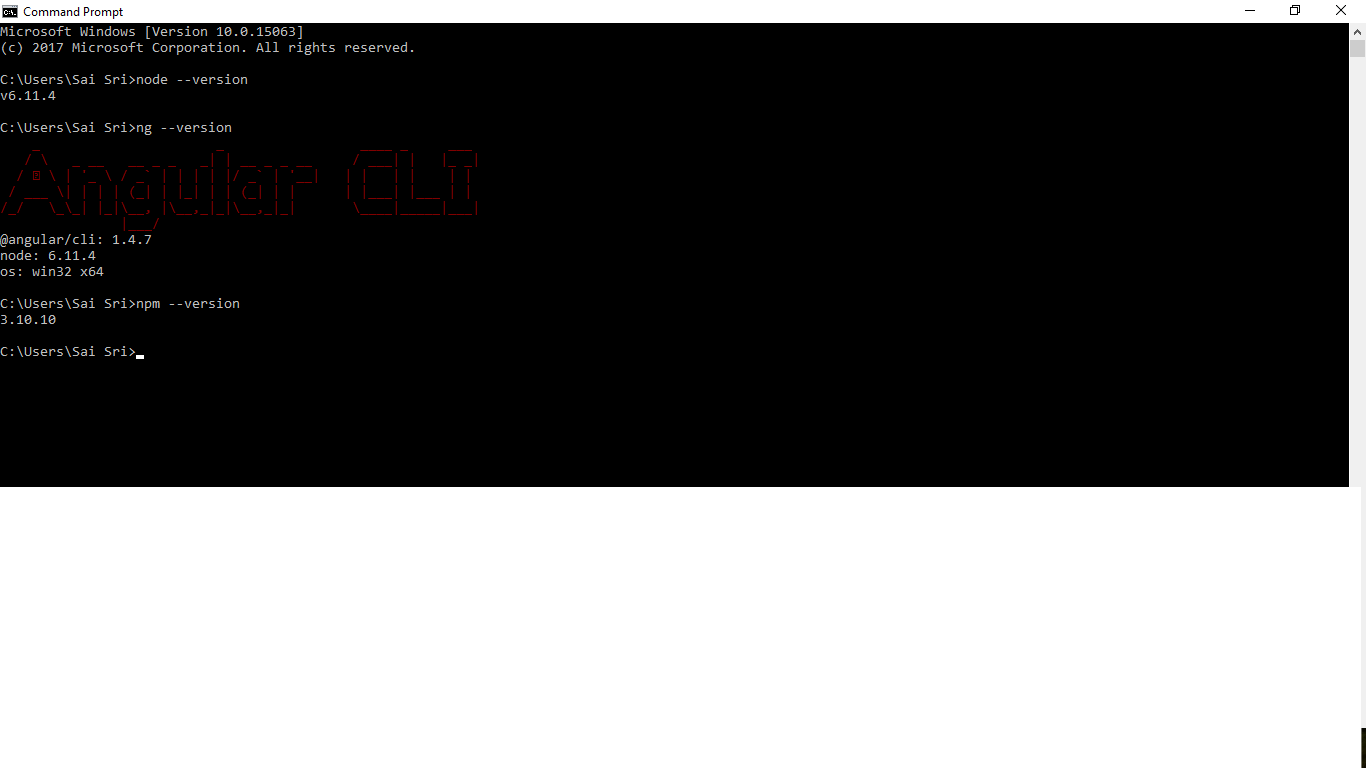 Command Prompt
Microsoft Windows [Version 10.0.15063]
(c) 2017 Microsoft Corporation. All rights reserved.
C:\Users\Sai Sri>node --version
v6.11.4
C:\Users\Sai Sri>ng --version
Angular CLI
@angular/cli: 1.4.7
node: 6.11.4
os: win32 x64
C:\Users\Sai Sri>npm --version
3.10.10
C:\Users\Sai Sri>